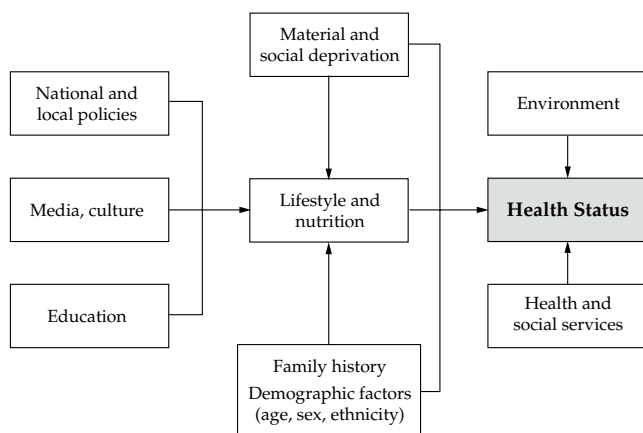 Material and
social deprivation
National and
local policies
Environment
Media, culture
Lifestyle and
nutrition
Health Status
Education
Health and
social services
Family history
Demographic factors
(age, sex, ethnicity)